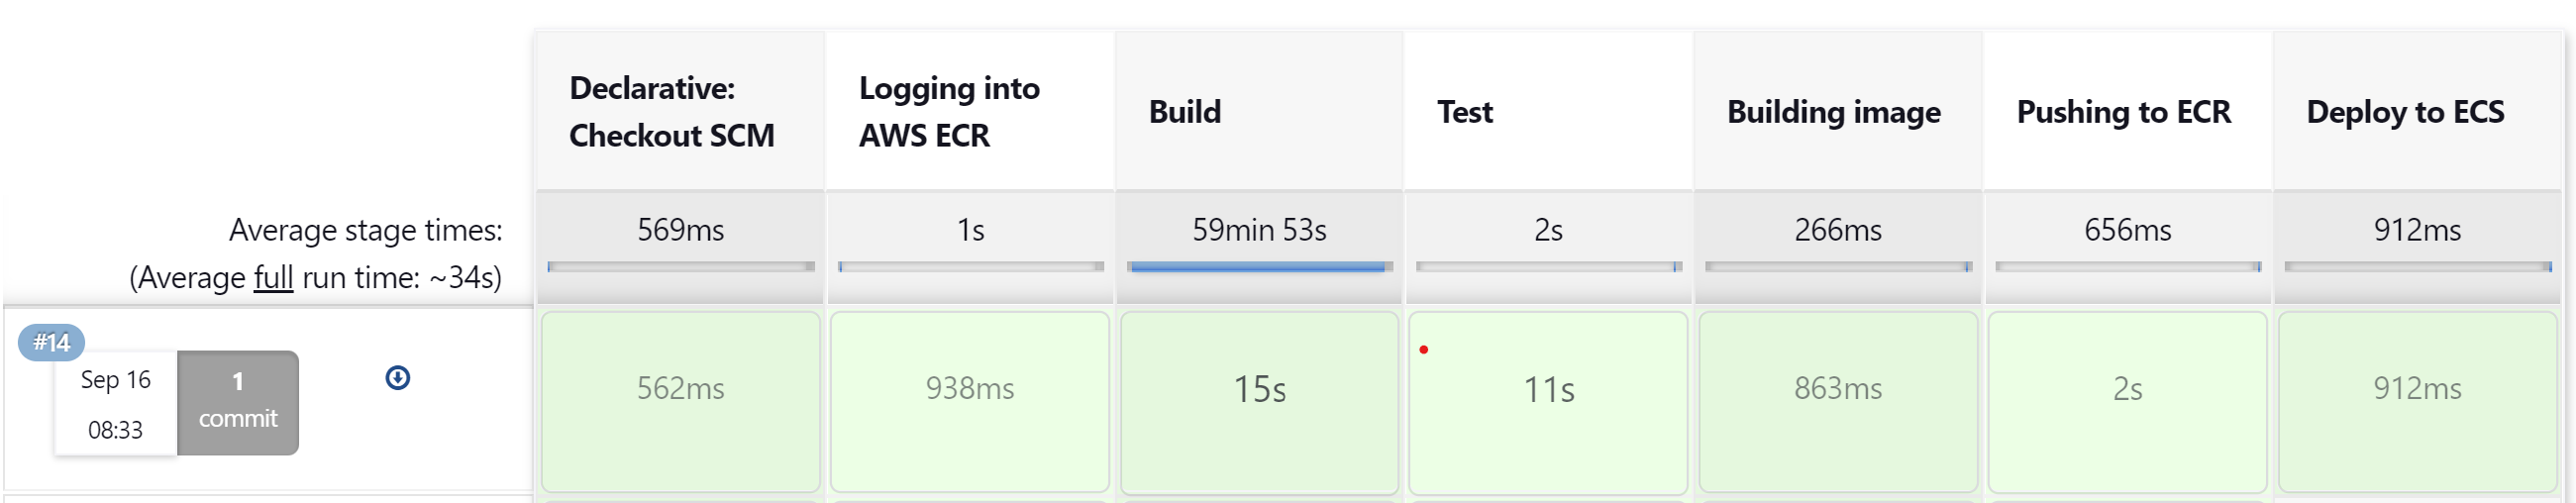 Declarative:
Checkout SCM
Logging into
AWS ECR
Build
Test
Building image
Pushing to ECR
Deploy to ECS
Average stage times:
(Average full run time: ~34s)
569ms
1s
59min 53s
2s
266ms
656ms
912ms
#14
Sep 16
08:33
1
commit
562ms
938ms
15s
11s
863ms
2s
912ms